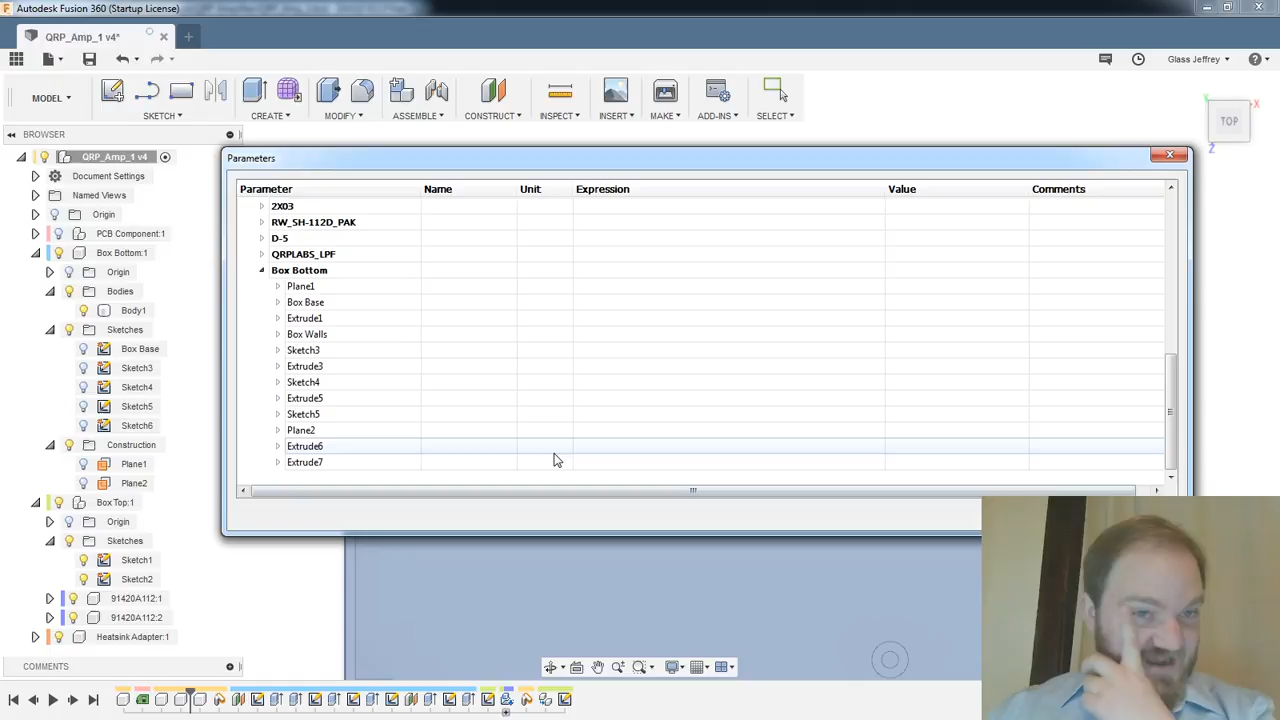 Autodesk Fusion 360 (Startup License)
QRP_Amp_1 v4*
Glass Jeffrey
MODEL
SKETCH
CREATE
MODIFY
ASSEMBLE
CONSTRUCT
INSPECT
INSERT
MAKE
ADD-INS
SELECT
TOP
X
Y
Z
BROWSER
QRP_Amp_1 v4
Document Settings
Named Views
Origin
PCB Component:1
Box Bottom:1
Origin
Bodies
Body1
Sketches
Box Base
Sketch3
Sketch4
Sketch5
Sketch6
Construction
Plane1
Plane2
Box Top:1
Origin
Sketches
Sketch1
Sketch2
91420A112:1
91420A112:2
Heatsink Adapter:1
COMMENTS
Parameters
Parameter Name Unit Expression Value Comments
2X03
RW_SH-112D_PAK
D-5
QRPLABS_LPF
Box Bottom
Plane1
Box Base
Extrude1
Box Walls
Sketch3
Extrude3
Sketch4
Extrude5
Sketch5
Plane2
Extrude6
Extrude7